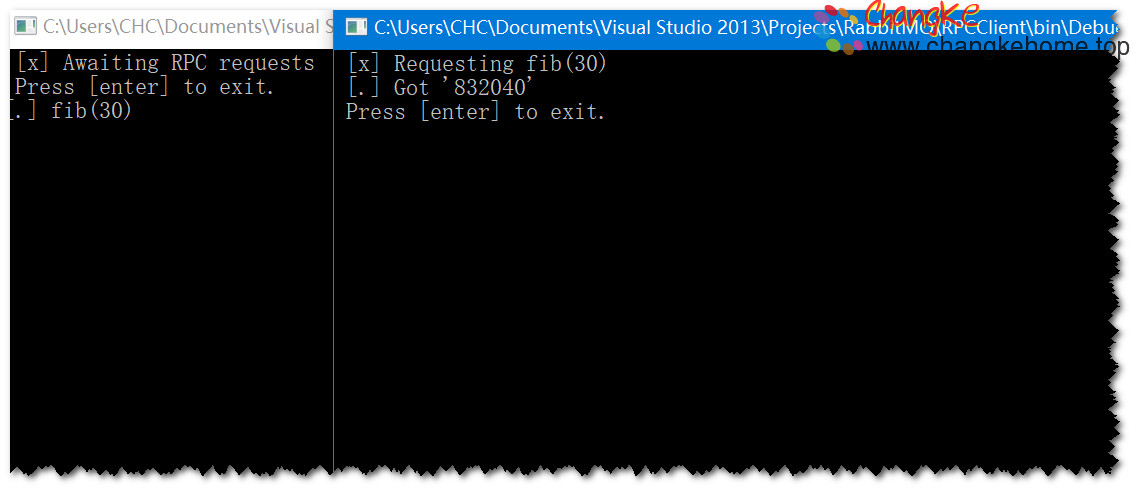 C:\Users\CHC\Documents\Visual S
[x] Awaiting RPC requests
Press [enter] to exit.
[.] fib(30)
C:\Users\CHC\Documents\Visual Studio 2013\Projects\RabbitMQ\RPCClient\bin\Debug
[x] Requesting fib(30)
[.] Got '832040'
Press [enter] to exit.
ChangKe
www.changkehome.top